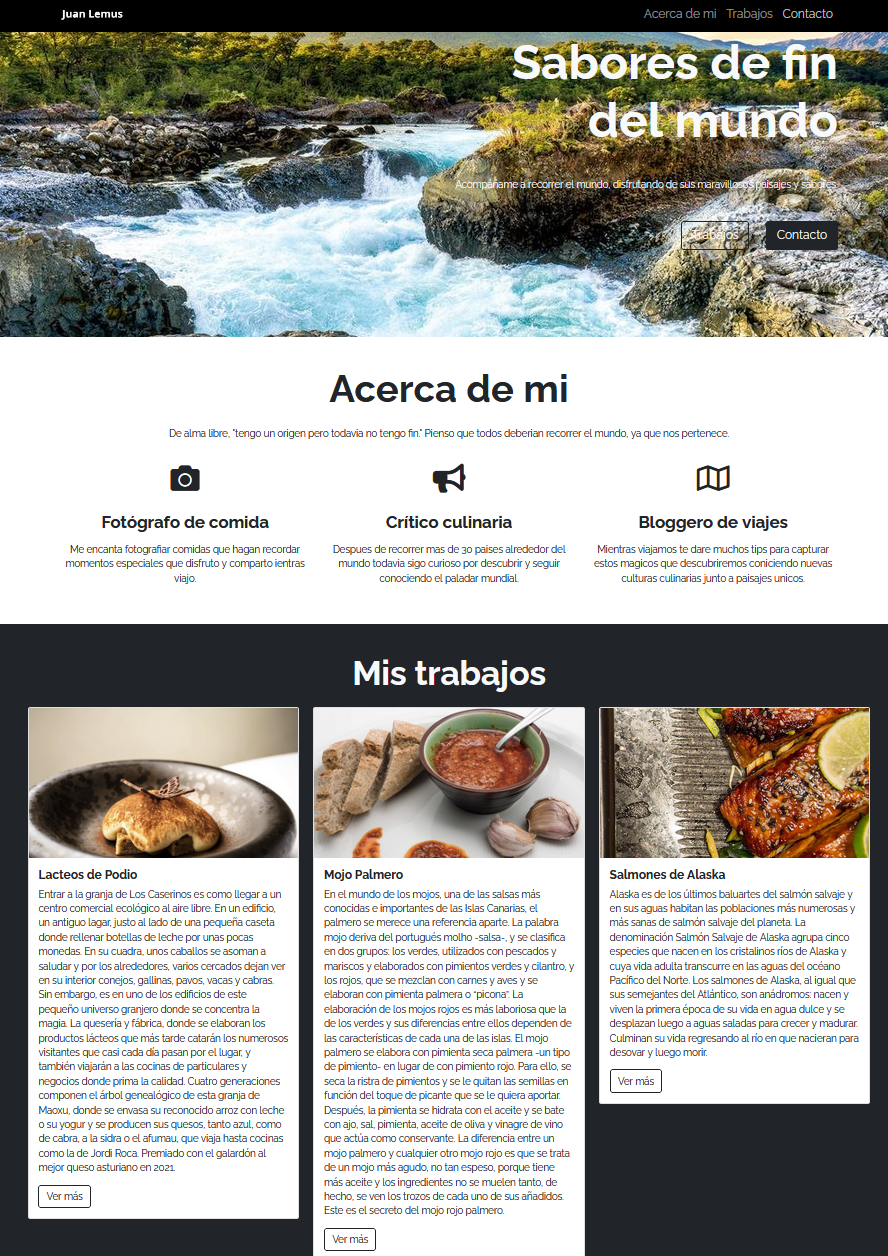 Juan Lemus
Acerca de mi Trabajos Contacto
Sabores de fin
del mundo
Acompáñame a recorrer el mundo, disfrutando de sus maravillosos paisajes y sabores.
Trabajos Contacto
Acerca de mi
De alma libre, "tengo un origen pero todavia no tengo fin." Pienso que todos deberian recorrer el mundo, ya que nos pertenece.
Fotógrafo de comida
Me encanta fotografiar comidas que hagan recordar
momentos especiales que disfruto y comparto ientras
viajo.
Crítico culinaria
Despues de recorrer mas de 30 paises alrededor del
mundo todavia sigo curioso por descubrir y seguir
conociendo el paladar mundial.
Bloggero de viajes
Mientras viajamos te dare muchos tips para capturar
estos magicos que descubriremos coniciendo nuevas
culturas culinarias junto a paisajes unicos.
Mis trabajos
Lacteos de Podio
Entrar a la granja de Los Caserinos es como llegar a un
centro comercial ecológico al aire libre. En un edificio,
un antiguo lagar, justo al lado de una pequeña caseta
donde rellenar botellas de leche por unas pocas
monedas. En su cuadra, unos caballos se asoman a
saludar y por los alrededores, varios cercados dejan ver
en su interior conejos, gallinas, pavos, vacas y cabras.
Sin embargo, es en uno de los edificios de este
pequeño universo granjero donde se concentra la
magia. La quesería y fábrica, donde se elaboran los
productos lácteos que más tarde catarán los numerosos
visitantes que casi cada día pasan por el lugar, y
también viajarán a las cocinas de particulares y
negocios donde prima la calidad. Cuatro generaciones
componen el árbol genealógico de esta granja de
Maoxu, donde se envasa su reconocido arroz con leche
o su yogur y se producen sus quesos, tanto azul, como
de cabra, a la sidra o el afumau, que viaja hasta cocinas
como la de Jordi Roca. Premiado con el galardón al
mejor queso asturiano en 2021.
Ver más
Mojo Palmero
En el mundo de los mojos, una de las salsas más
conocidas e importantes de las Islas Canarias, el
palmero se merece una referencia aparte. La palabra
mojo deriva del portugués molho -salsa-, y se clasifica
en dos grupos: los verdes, utilizados con pescados y
mariscos y elaborados con pimientos verdes y cilantro, y
los rojos, que se mezclan con carnes y aves y se
elaboran con pimienta palmera o "picona". La
elaboración de los mojos rojos es más laboriosa que la
de los verdes y sus diferencias entre ellos dependen de
las características de cada una de las islas. El mojo
palmero se elabora con pimienta seca palmera -un tipo
de pimiento- en lugar de con pimiento rojo. Para ello, se
seca la ristra de pimientos y se le quitan las semillas en
función del toque de picante que se le quiera aportar.
Después, la pimienta se hidrata con el aceite y se bate
con ajo, sal, pimienta, aceite de oliva y vinagre de vino
que actúa como conservante. La diferencia entre un
mojo palmero y cualquier otro mojo rojo es que se trata
de un mojo más agudo, no tan espeso, porque tiene
más aceite y los ingredientes no se muelen tanto, de
hecho, se ven los trozos de cada uno de sus añadidos.
Este es el secreto del mojo rojo palmero.
Ver más
Salmones de Alaska
Alaska es de los últimos baluartes del salmón salvaje y
en sus aguas habitan las poblaciones más numerosas y
más sanas de salmón salvaje del planeta. La
denominación Salmón Salvaje de Alaska agrupa cinco
especies que nacen en los cristalinos ríos de Alaska y
cuya vida adulta transcurre en las aguas del océano
Pacífico del Norte. Los salmones de Alaska, al igual que
sus semejantes del Atlántico, son anádromos: nacen y
viven la primera época de su vida en agua dulce y se
desplazan luego a aguas saladas para crecer y madurar.
Culminan su vida regresando al río en que nacieran para
desovar y luego morir.
Ver más